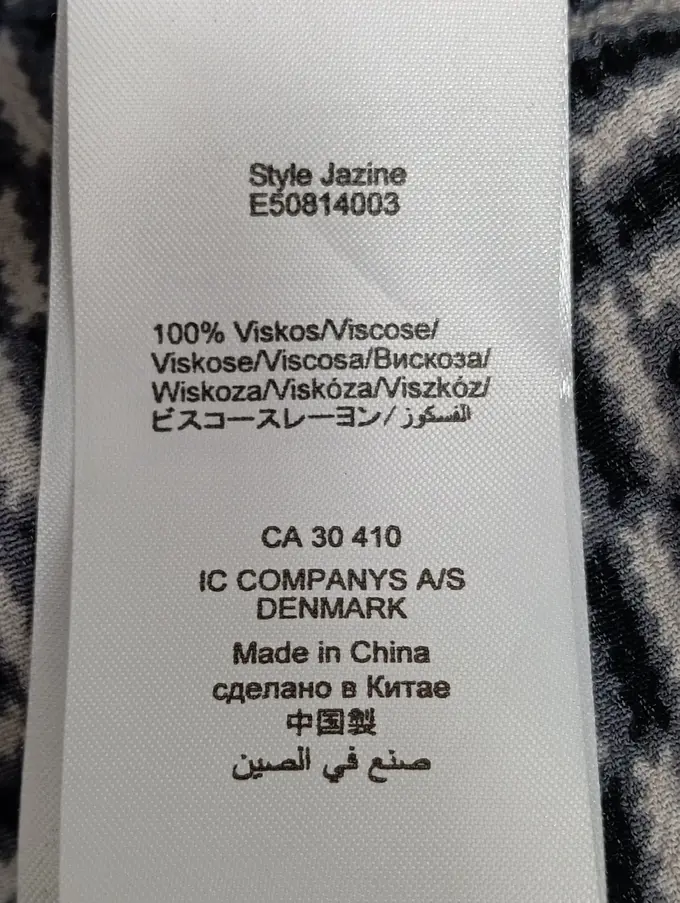 Style Jazine
E50814003
100% Viskos/Viscose/
Viskose/Viscosa/Вискоза/
Wiskoza/Viskóza/Viszkóz/
ビスコースレーヨン/الفسكوز
CA 30 410
IC COMPANYS A/S
DENMARK
Made in China
сделано в Китае
中国製
صنع في الصين